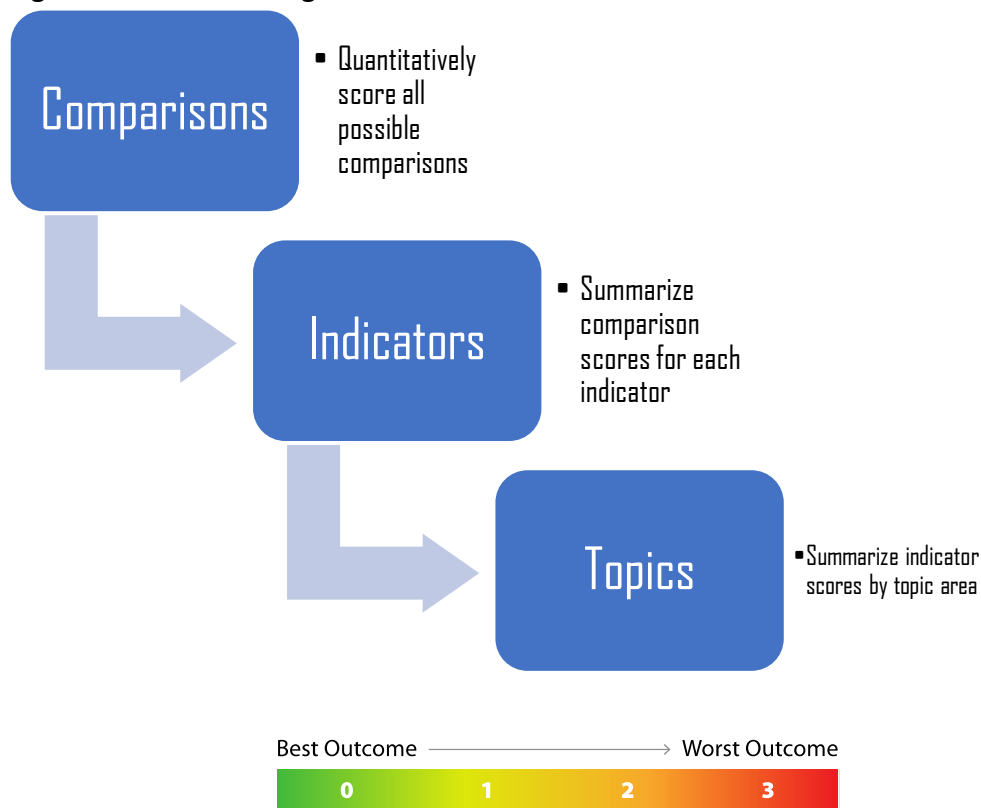 Comparisons
▪ Quantitatively
score all
possible
comparisons
Indicators
▪ Summarize
comparison
scores for each
indicator
Topics
▪Summarize indicator
scores by topic area
Best Outcome
Worst Outcome
0 1 2 3